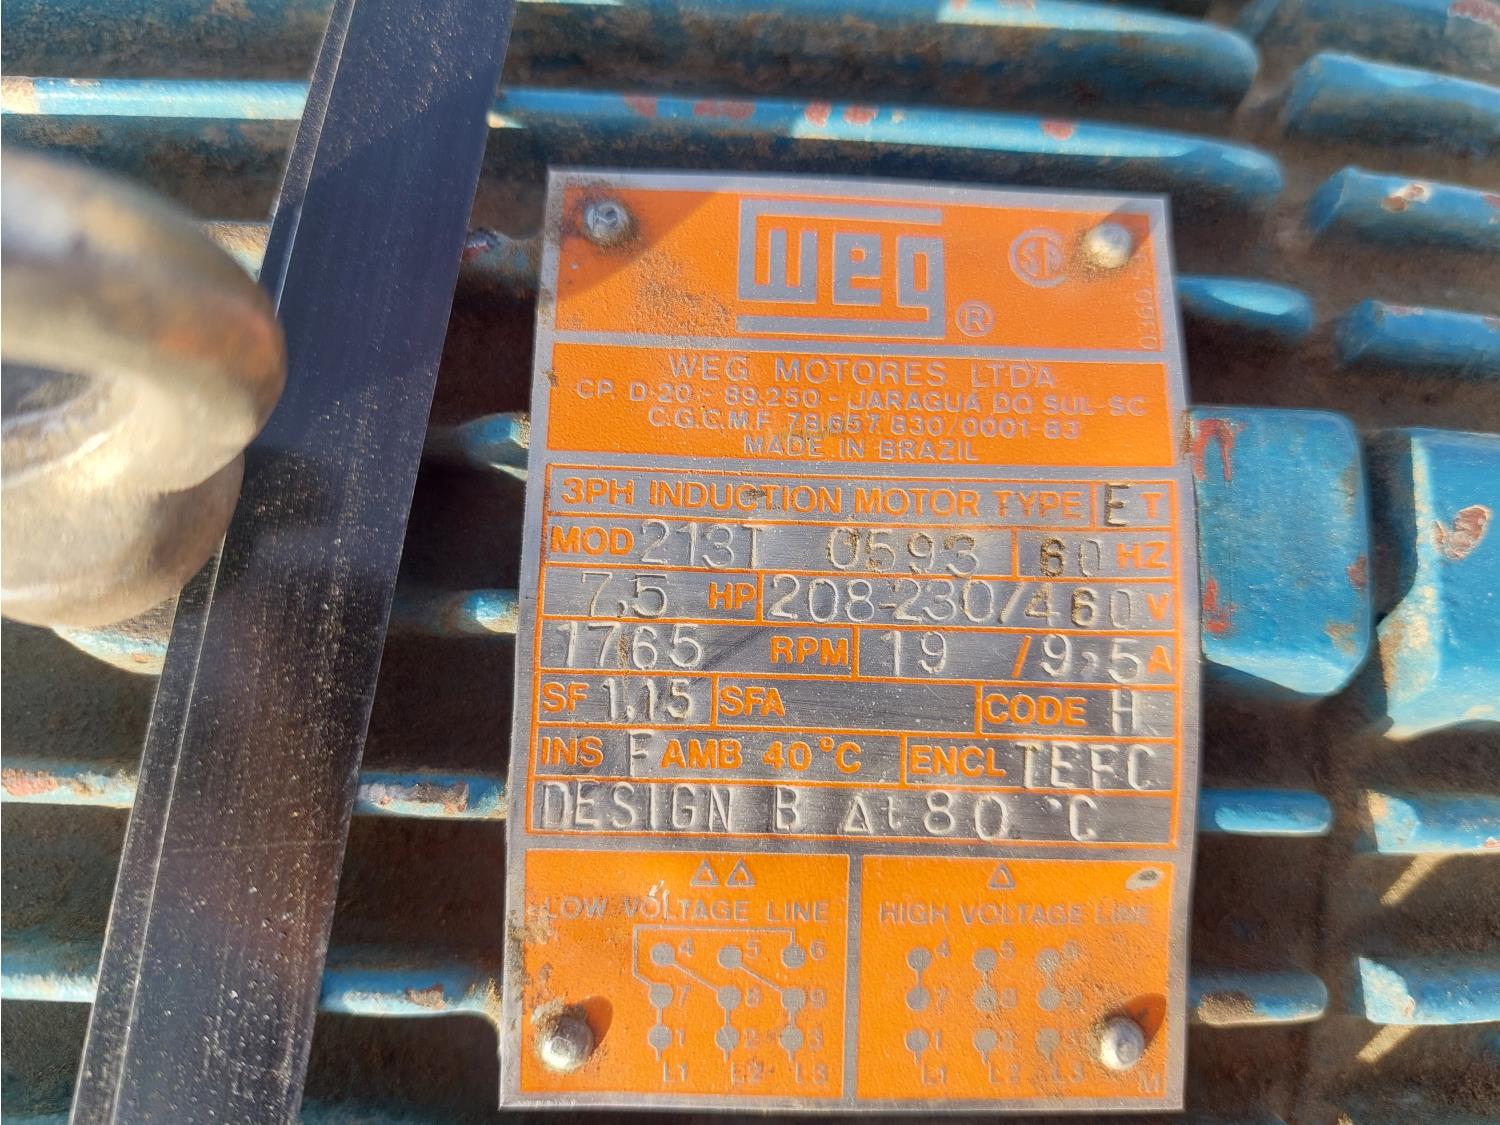 weg ®
WEG MOTORES LTDA
CP. D-20 - 89.250 - JARAGUÁ DO SUL-SC
C.G.C.M.F. 78.657.830/0001-83
MADE IN BRAZIL
3PH INDUCTION MOTOR TYPE ET
MOD 213T 0593 60 HZ
7,5 HP 208-230/460 V
1765 RPM 19 / 9,5 A
SF 1.15 SFA CODE H
INS F AMB 40°C ENCL TEFC
DESIGN B Δt 80 °C
ΔΔ
LOW VOLTAGE LINE
4 5 6
7 8 9
1 2 3
L1 L2 L3
Δ
HIGH VOLTAGE LINE
4 5 6
7 8 9
1 2 3
L1 L2 L3
M